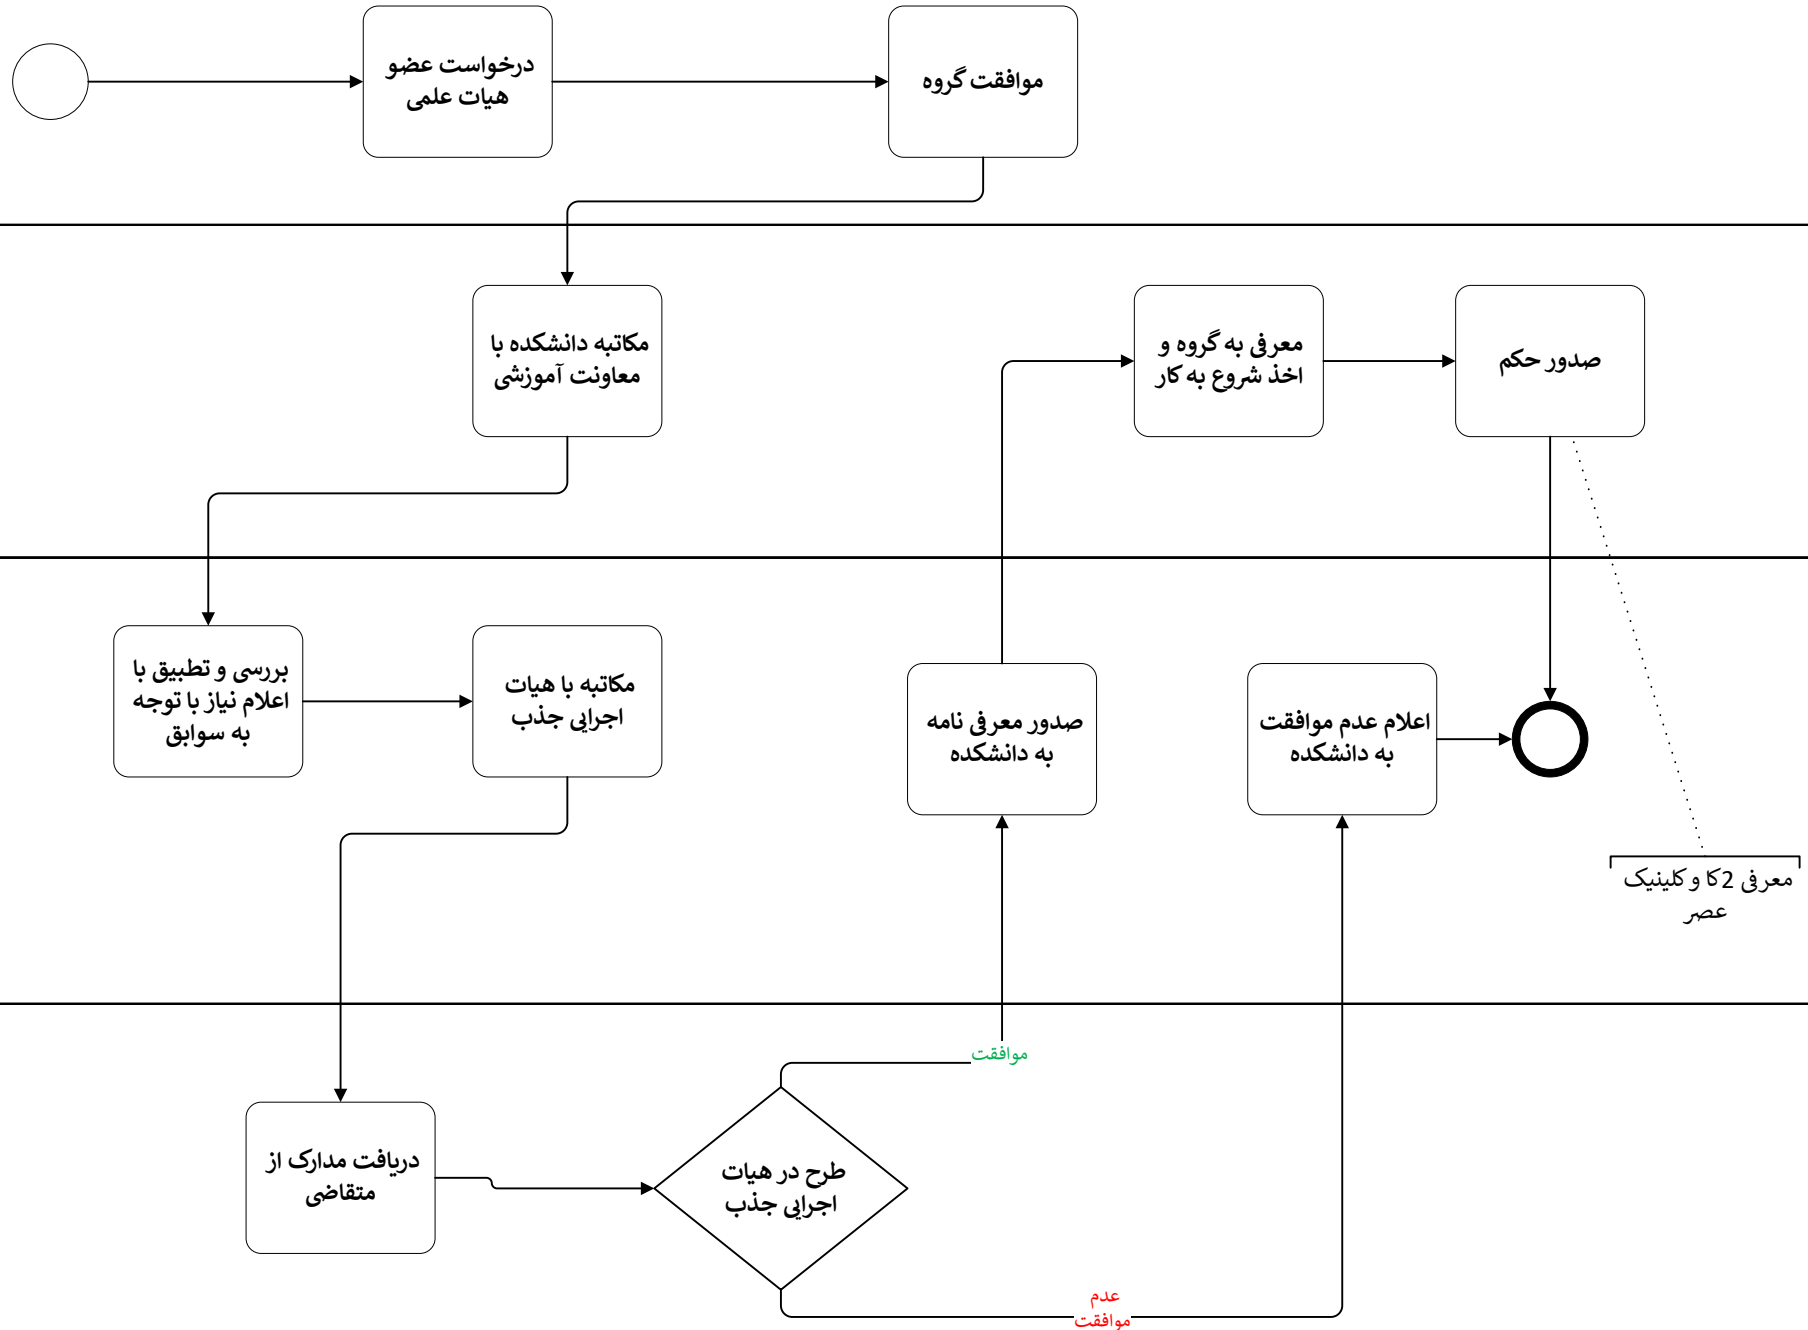 درخواست عضو
هیات علمی
موافقت گروه
مکاتبه دانشکده با
معاونت آموزشی
معرفی به گروه و
اخذ شروع به کار
صدور حکم
بررسی و تطبیق با
اعلام نیاز با توجه
به سوابق
مکاتبه با هیات
اجرایی جذب
صدور معرفی نامه
به دانشکده
اعلام عدم موافقت
به دانشکده
معرفی 2کا و کلینیک
عصر
موافقت
دریافت مدارک از
متقاضی
طرح در هیات
اجرایی جذب
عدم
موافقت